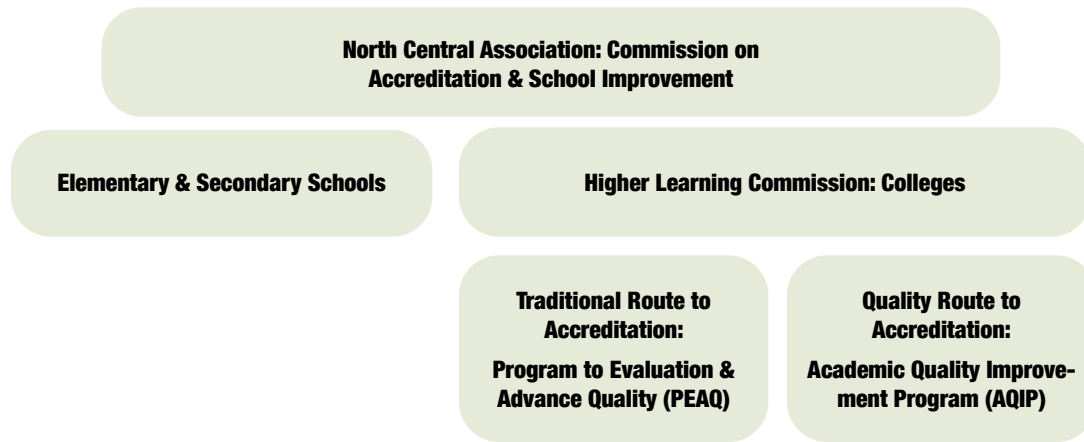 North Central Association: Commission on
Accreditation & School Improvement
Elementary & Secondary Schools
Higher Learning Commission: Colleges
Traditional Route to
Accreditation:
Program to Evaluation &
Advance Quality (PEAQ)
Quality Route to
Accreditation:
Academic Quality Improve-
ment Program (AQIP)